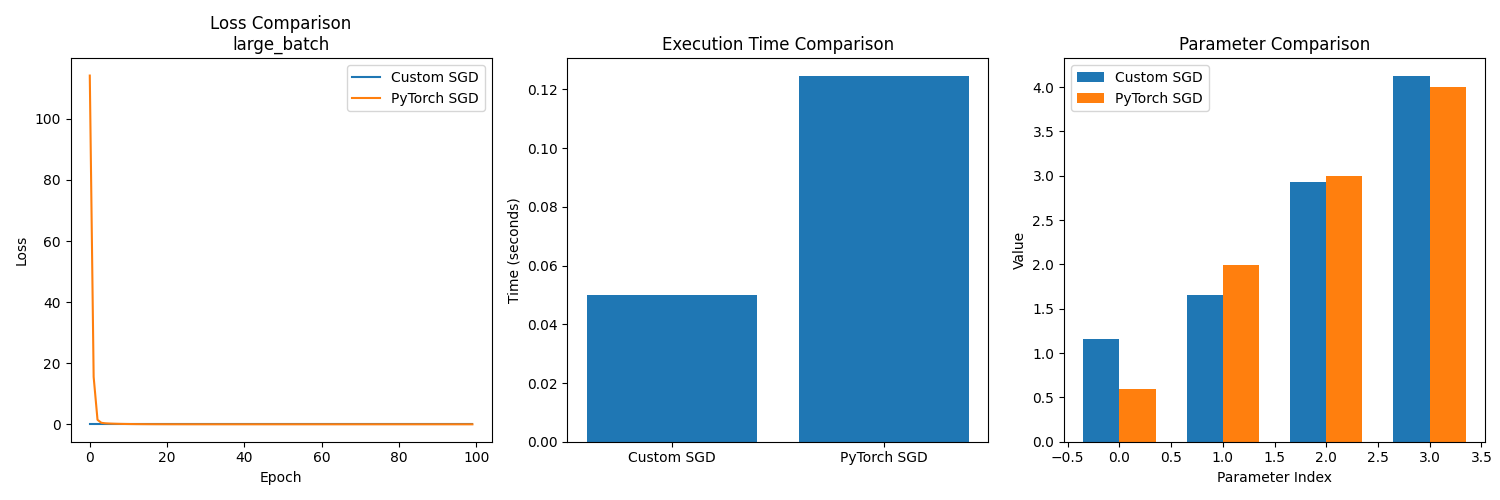 Loss Comparison
large_batch
Custom SGD
PyTorch SGD
100
80
60
40
20
0
Loss
0 20 40 60 80 100
Epoch
Execution Time Comparison
0.12
0.10
0.08
0.06
0.04
0.02
0.00
Time (seconds)
Custom SGD PyTorch SGD
Parameter Comparison
Custom SGD
PyTorch SGD
4.0
3.5
3.0
2.5
2.0
1.5
1.0
0.5
0.0
Value
−0.5 0.0 0.5 1.0 1.5 2.0 2.5 3.0 3.5
Parameter Index